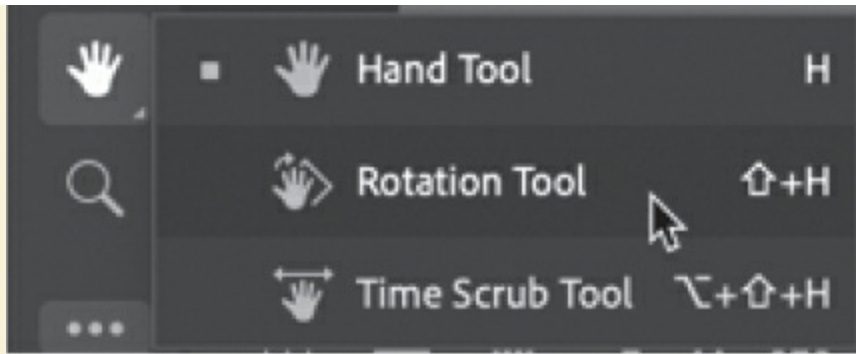 Hand Tool H
Rotation Tool ⇧+H
Time Scrub Tool ⌥+⇧+H